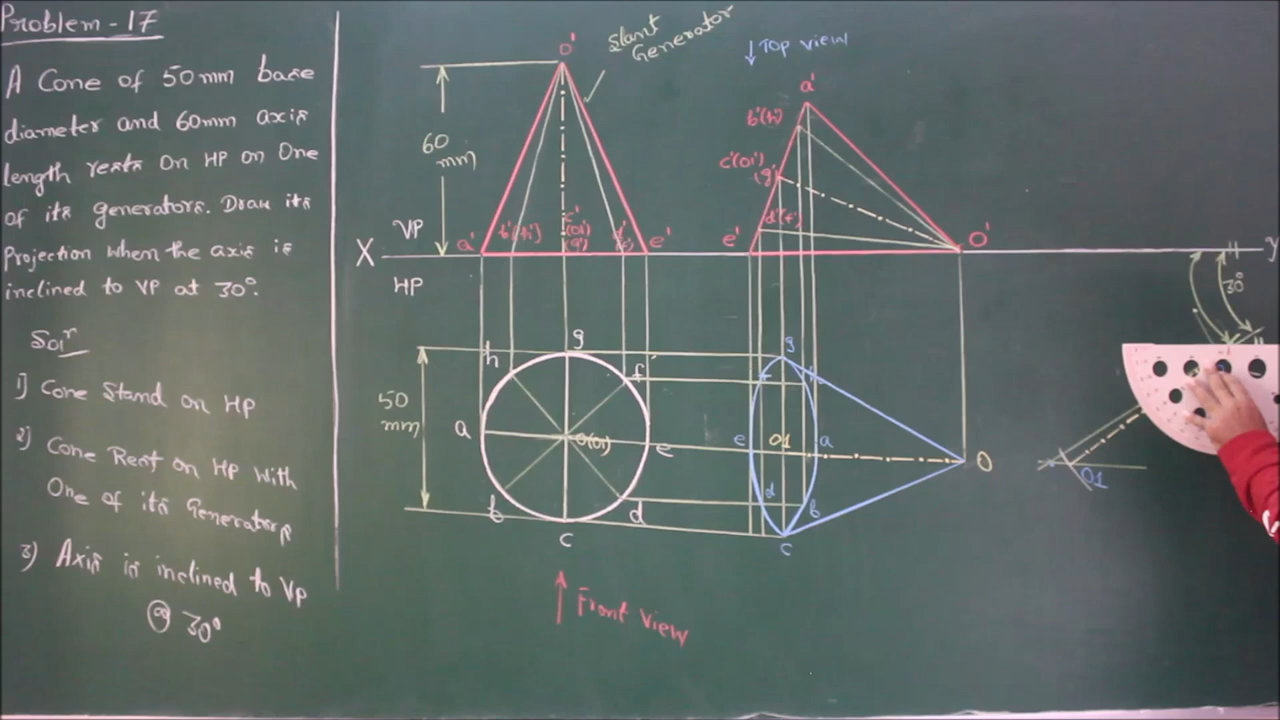 Problem - 17
A Cone of 50mm base
diameter and 60mm axis
length rests On HP on One
of its generators. Draw its
Projection when the axis is
inclined to VP at 30°.
Solⁿ
1) Cone Stand on HP
2) Cone Rest on HP with
One of its Generators
3) Axis is inclined to VP
@ 30°
Slant
Generator
↓ Top view
O'
60
mm
X
VP
HP
a'
b'(h')
c'
(O1')
(g')
e'
a'
b'(h')
c'(O1')
(g')
d'(f')
e'
O'
Y
30°
50
mm
h
g
f
a
O(O1)
e
b
c
d
g
e
O1
a
d
b
c
O
O1
↑ Front View